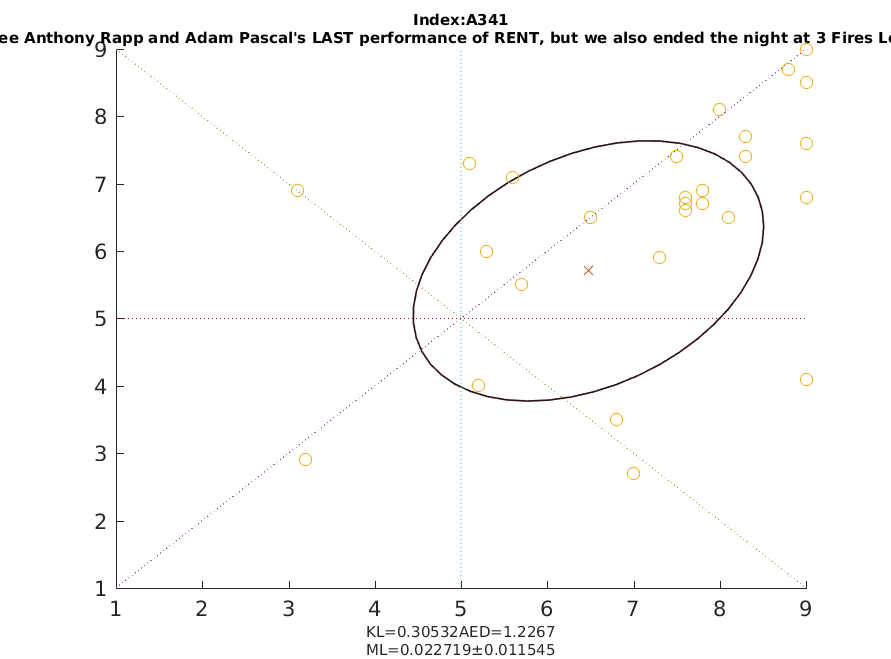 Index:A341
ee Anthony Rapp and Adam Pascal's LAST performance of RENT, but we also ended the night at 3 Fires L
9
8
7
6
5
4
3
2
1
1 2 3 4 5 6 7 8 9
KL=0.30532AED=1.2267
ML=0.022719±0.011545